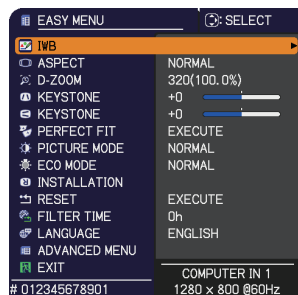 EASY MENU : SELECT
IWB
ASPECT NORMAL
D-ZOOM 320(100.0%)
KEYSTONE +0
KEYSTONE +0
PERFECT FIT EXECUTE
PICTURE MODE NORMAL
ECO MODE NORMAL
INSTALLATION
RESET EXECUTE
FILTER TIME 0h
LANGUAGE ENGLISH
ADVANCED MENU
EXIT
COMPUTER IN 1
# 012345678901 1280 × 800 @60Hz